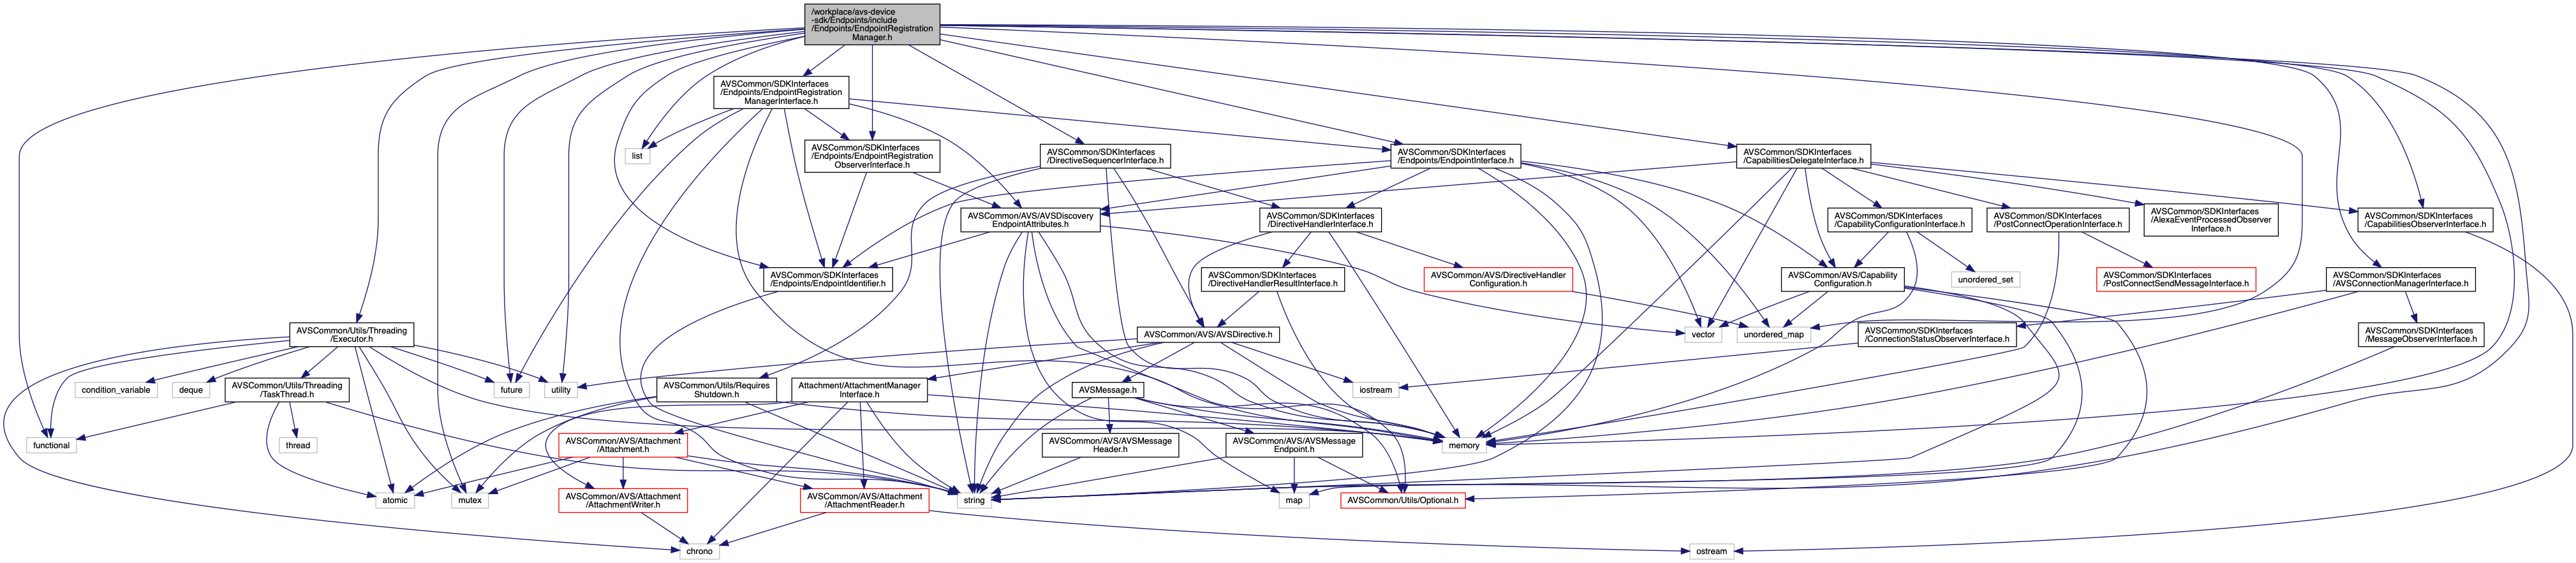 /workplace/avs-device
-sdk/Endpoints/include
/Endpoints/EndpointRegistration
Manager.h
AVSCommon/SDKInterfaces
/Endpoints/EndpointRegistration
ManagerInterface.h
list
AVSCommon/SDKInterfaces
/Endpoints/EndpointRegistration
ObserverInterface.h
AVSCommon/SDKInterfaces
/DirectiveSequencerInterface.h
AVSCommon/SDKInterfaces
/Endpoints/EndpointInterface.h
AVSCommon/SDKInterfaces
/CapabilitiesDelegateInterface.h
AVSCommon/AVS/AVSDiscovery
EndpointAttributes.h
AVSCommon/SDKInterfaces
/DirectiveHandlerInterface.h
AVSCommon/SDKInterfaces
/CapabilityConfigurationInterface.h
AVSCommon/SDKInterfaces
/PostConnectOperationInterface.h
AVSCommon/SDKInterfaces
/AlexaEventProcessedObserver
Interface.h
AVSCommon/SDKInterfaces
/CapabilitiesObserverInterface.h
AVSCommon/SDKInterfaces
/Endpoints/EndpointIdentifier.h
AVSCommon/SDKInterfaces
/DirectiveHandlerResultInterface.h
AVSCommon/AVS/DirectiveHandler
Configuration.h
AVSCommon/AVS/Capability
Configuration.h
unordered_set
AVSCommon/SDKInterfaces
/PostConnectSendMessageInterface.h
AVSCommon/SDKInterfaces
/AVSConnectionManagerInterface.h
AVSCommon/Utils/Threading
/Executor.h
AVSCommon/AVS/AVSDirective.h
vector
unordered_map
AVSCommon/SDKInterfaces
/ConnectionStatusObserverInterface.h
AVSCommon/SDKInterfaces
/MessageObserverInterface.h
condition_variable
deque
AVSCommon/Utils/Threading
/TaskThread.h
future
utility
AVSCommon/Utils/Requires
Shutdown.h
Attachment/AttachmentManager
Interface.h
AVSMessage.h
iostream
functional
thread
AVSCommon/AVS/Attachment
/Attachment.h
AVSCommon/AVS/AVSMessage
Header.h
AVSCommon/AVS/AVSMessage
Endpoint.h
memory
atomic
mutex
AVSCommon/AVS/Attachment
/AttachmentWriter.h
AVSCommon/AVS/Attachment
/AttachmentReader.h
string
map
AVSCommon/Utils/Optional.h
chrono
ostream